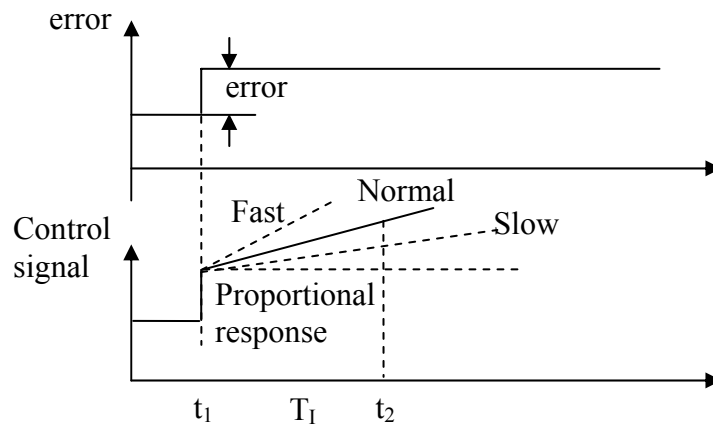 error
error
Normal
Fast
Slow
Control
signal
Proportional
response
t1 TI t2